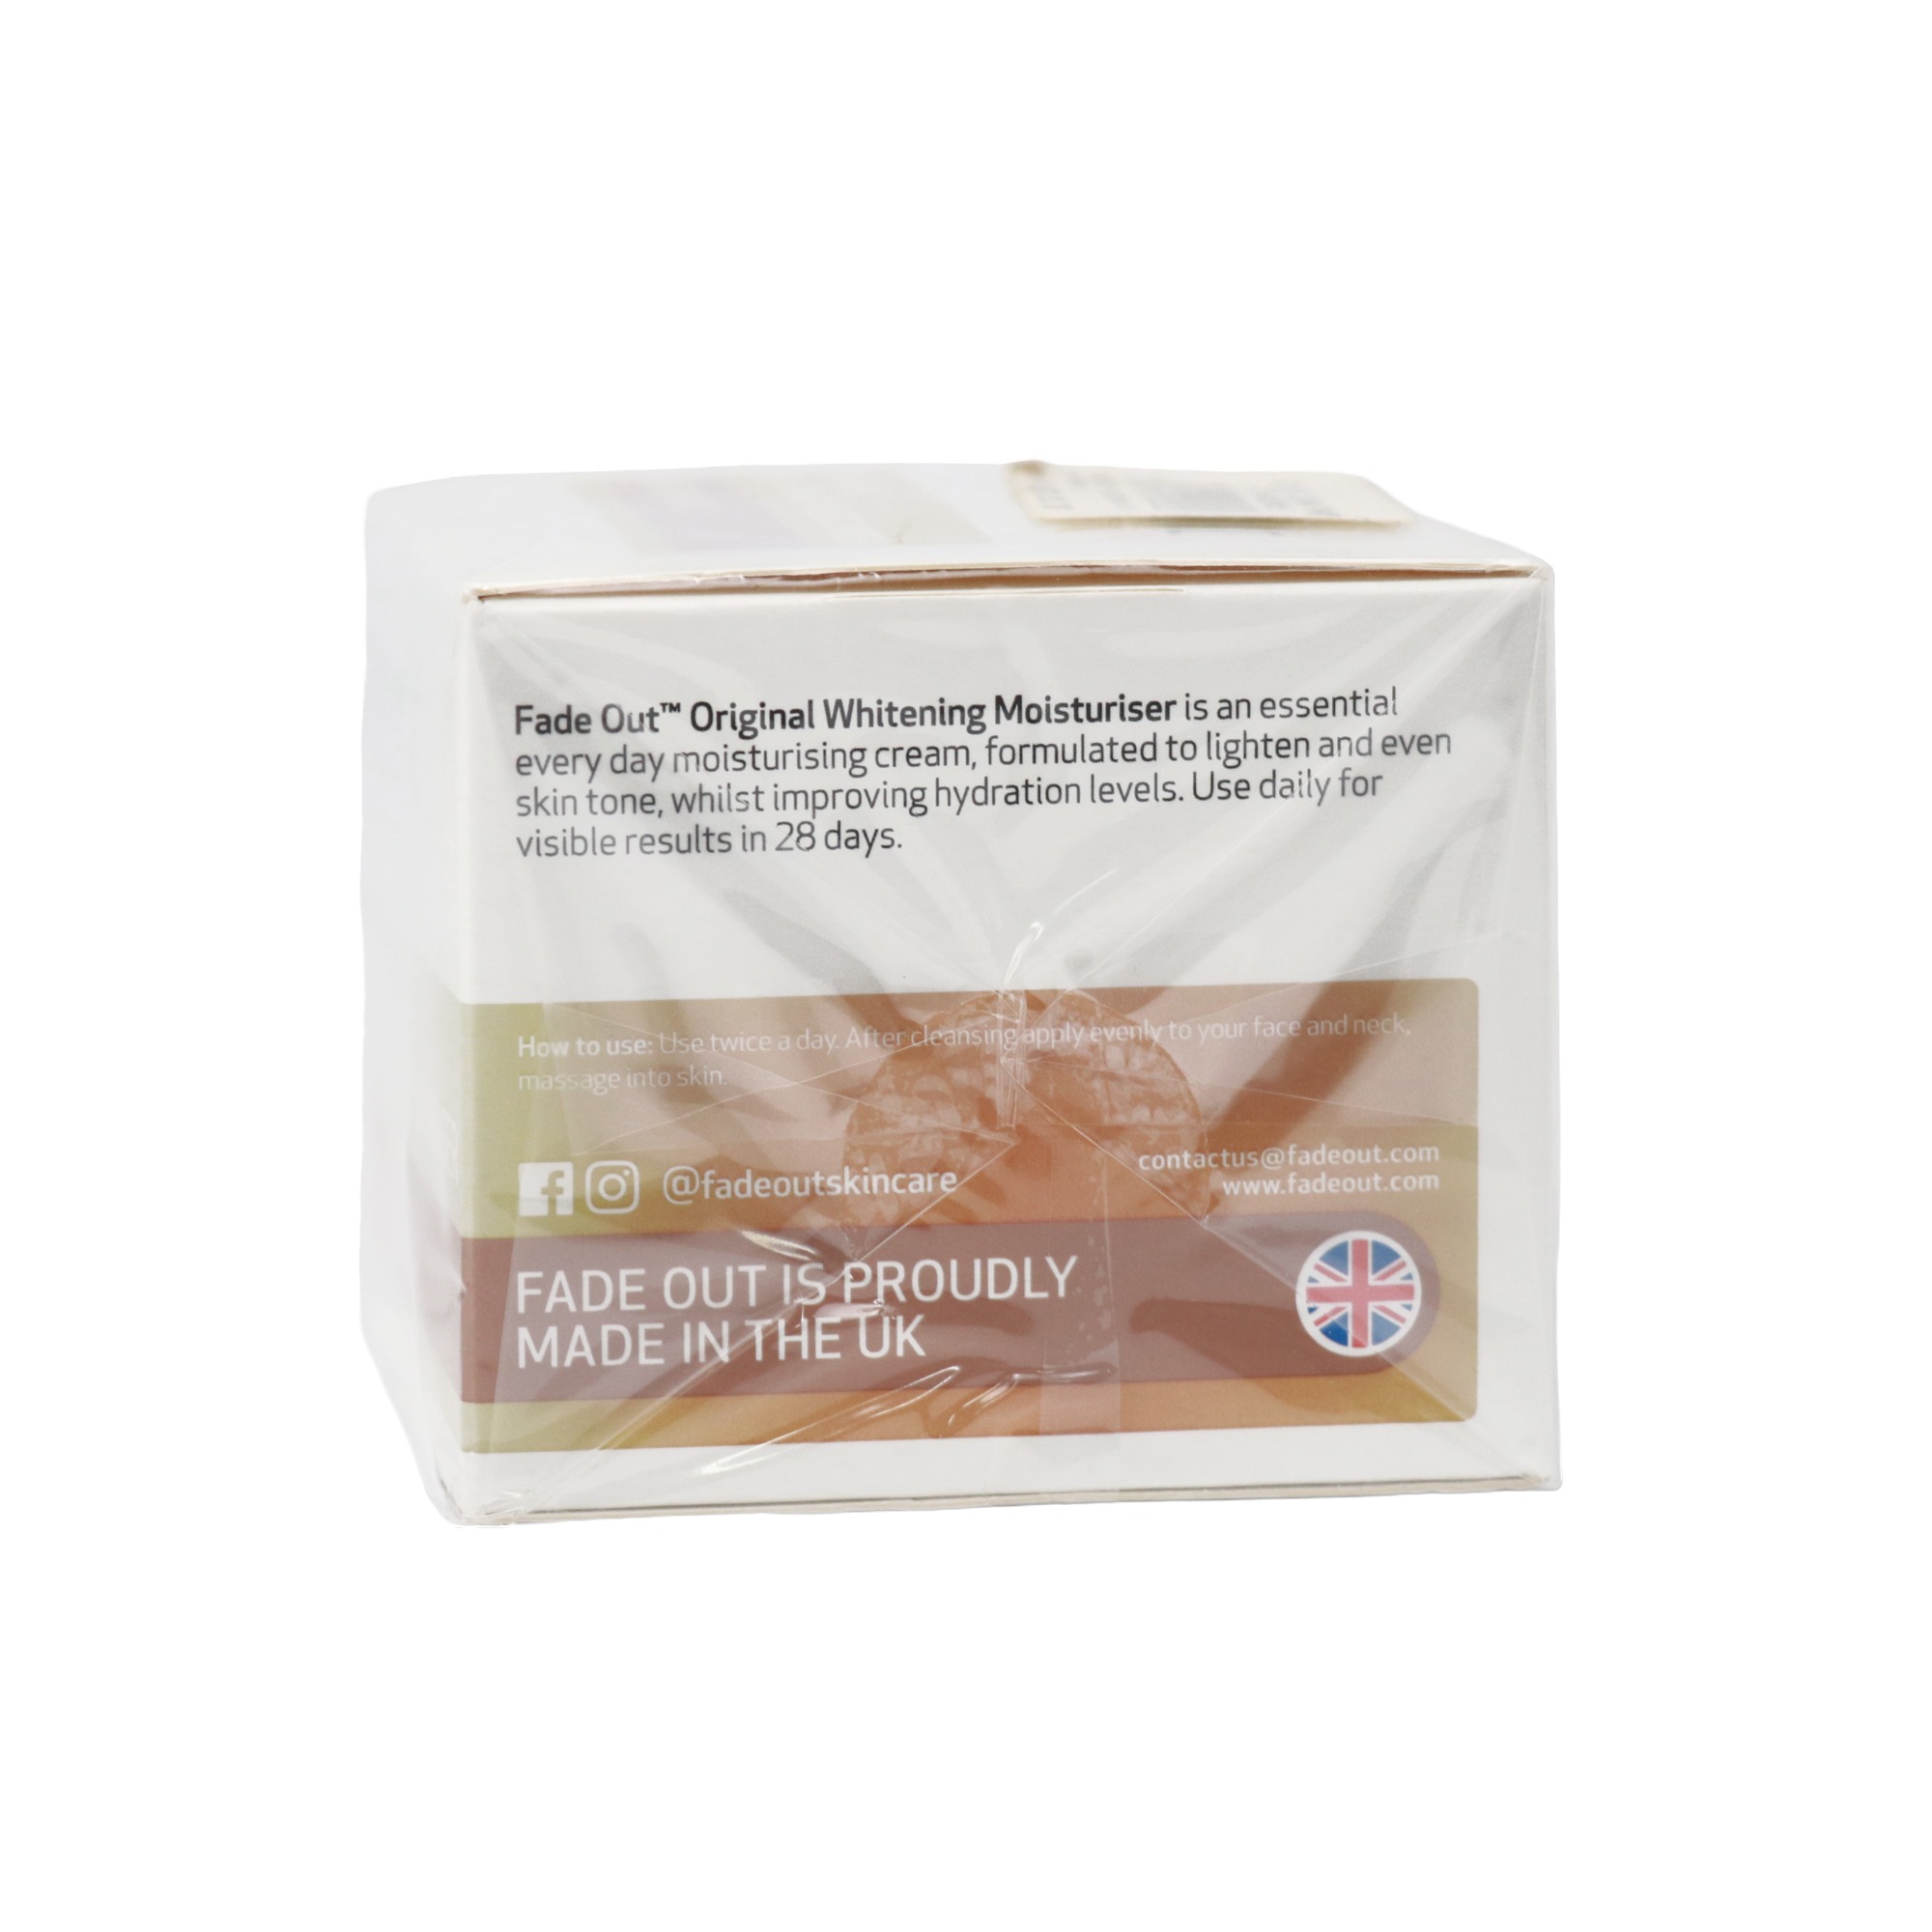 Fade Out™ Original Whitening Moisturiser is an essential
every day moisturising cream, formulated to lighten and even
skin tone, whilst improving hydration levels. Use daily for
visible results in 28 days.
How to use: Use twice a day. After cleansing apply evenly to your face and neck,
massage into skin.
@fadeoutskincare
contactus@fadeout.com
www.fadeout.com
FADE OUT IS PROUDLY
MADE IN THE UK